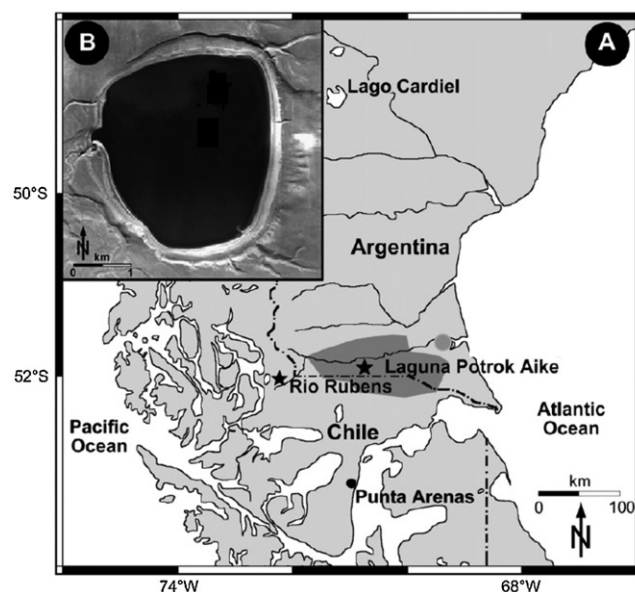 B
A
N
km
0 1
Lago Cardiel
50°S
Argentina
Laguna Potrok Aike
Rio Rubens
52°S
Pacific
Ocean
Chile
Atlantic
Ocean
Punta Arenas
km
0 100
N
74°W
68°W